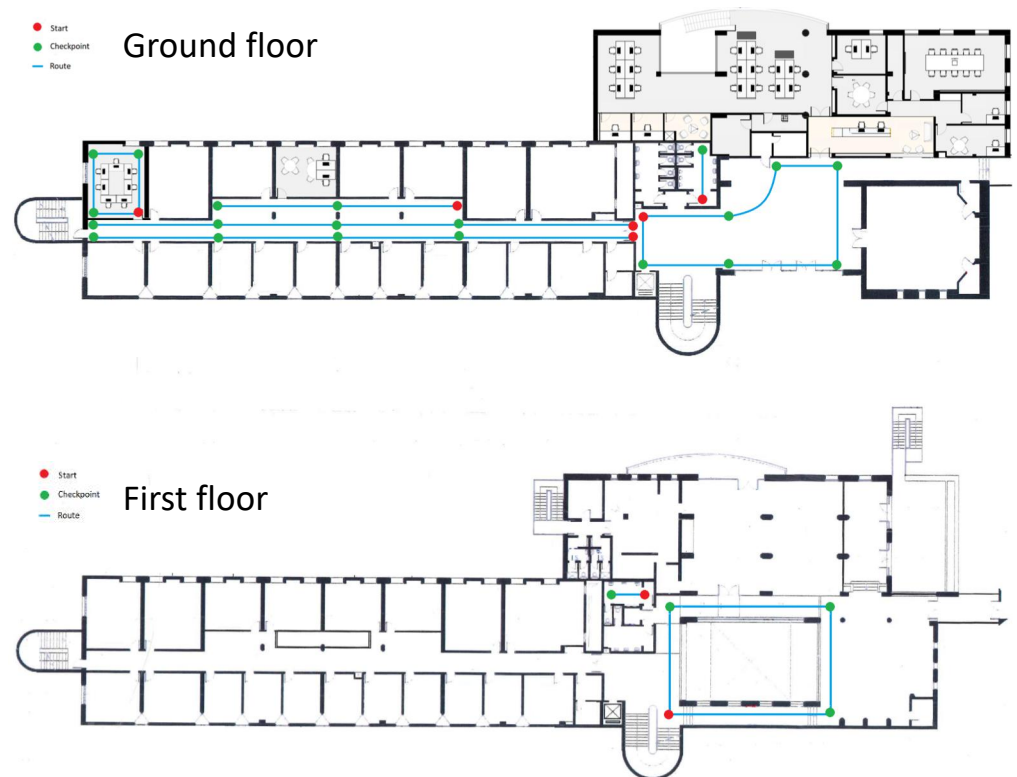 Start
Checkpoint
Route
Ground floor
Start
Checkpoint
Route
First floor